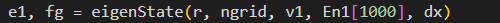 e1, fg = eigenState(r, ngrid, v1, En1[1000], dx)